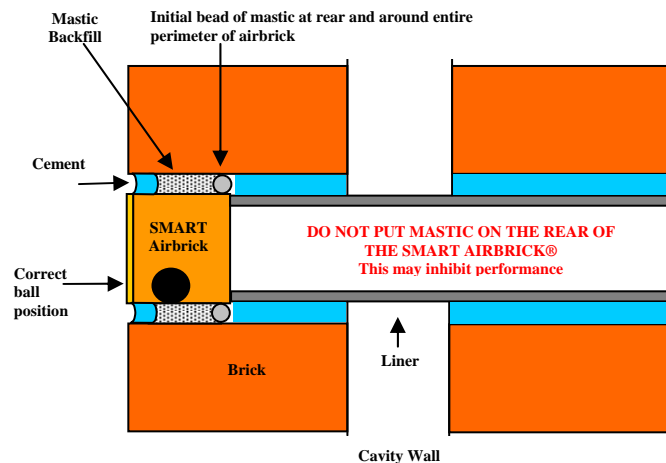 Mastic
Backfill
Initial bead of mastic at rear and around entire
perimeter of airbrick
Cement
SMART
Airbrick
DO NOT PUT MASTIC ON THE REAR OF
THE SMART AIRBRICK®
This may inhibit performance
Correct
ball
position
Brick
Liner
Cavity Wall